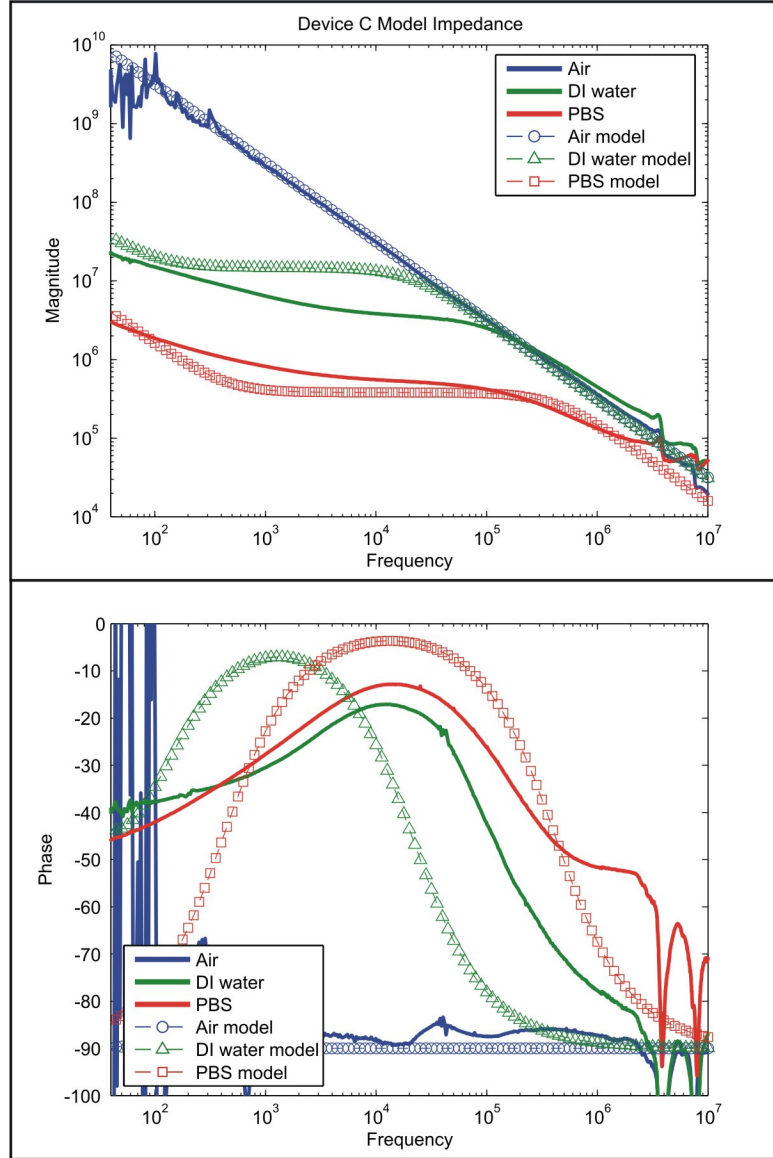 Device C Model Impedance
10^10
10^9
10^8
10^7
10^6
10^5
10^4
Magnitude
Air
DI water
PBS
Air model
DI water model
PBS model
10^2 10^3 10^4 10^5 10^6 10^7
Frequency
0
-10
-20
-30
-40
-50
-60
-70
-80
-90
-100
Phase
Air
DI water
PBS
Air model
DI water model
PBS model
10^2 10^3 10^4 10^5 10^6 10^7
Frequency